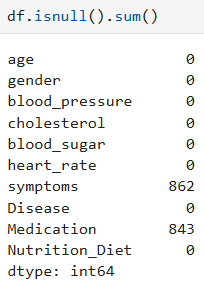 df.isnull().sum()
age 0
gender 0
blood_pressure 0
cholesterol 0
blood_sugar 0
heart_rate 0
symptoms 862
Disease 0
Medication 843
Nutrition_Diet 0
dtype: int64